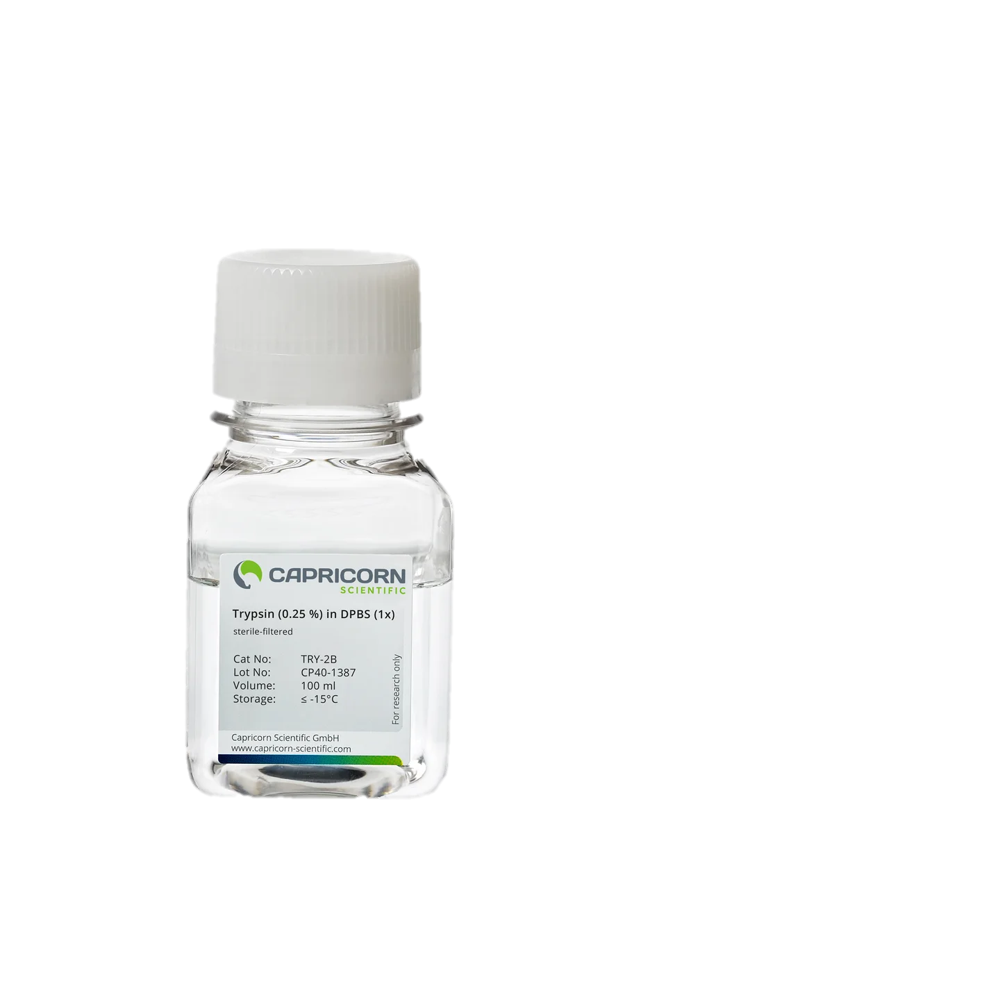 CAPRICORN
SCIENTIFIC
Trypsin (0.25 %) in DPBS (1x)
sterile-filtered
Cat No: TRY-2B
Lot No: CP40-1387
Volume: 100 ml
Storage: ≤ -15°C
For research only
Capricorn Scientific GmbH
www.capricorn-scientific.com